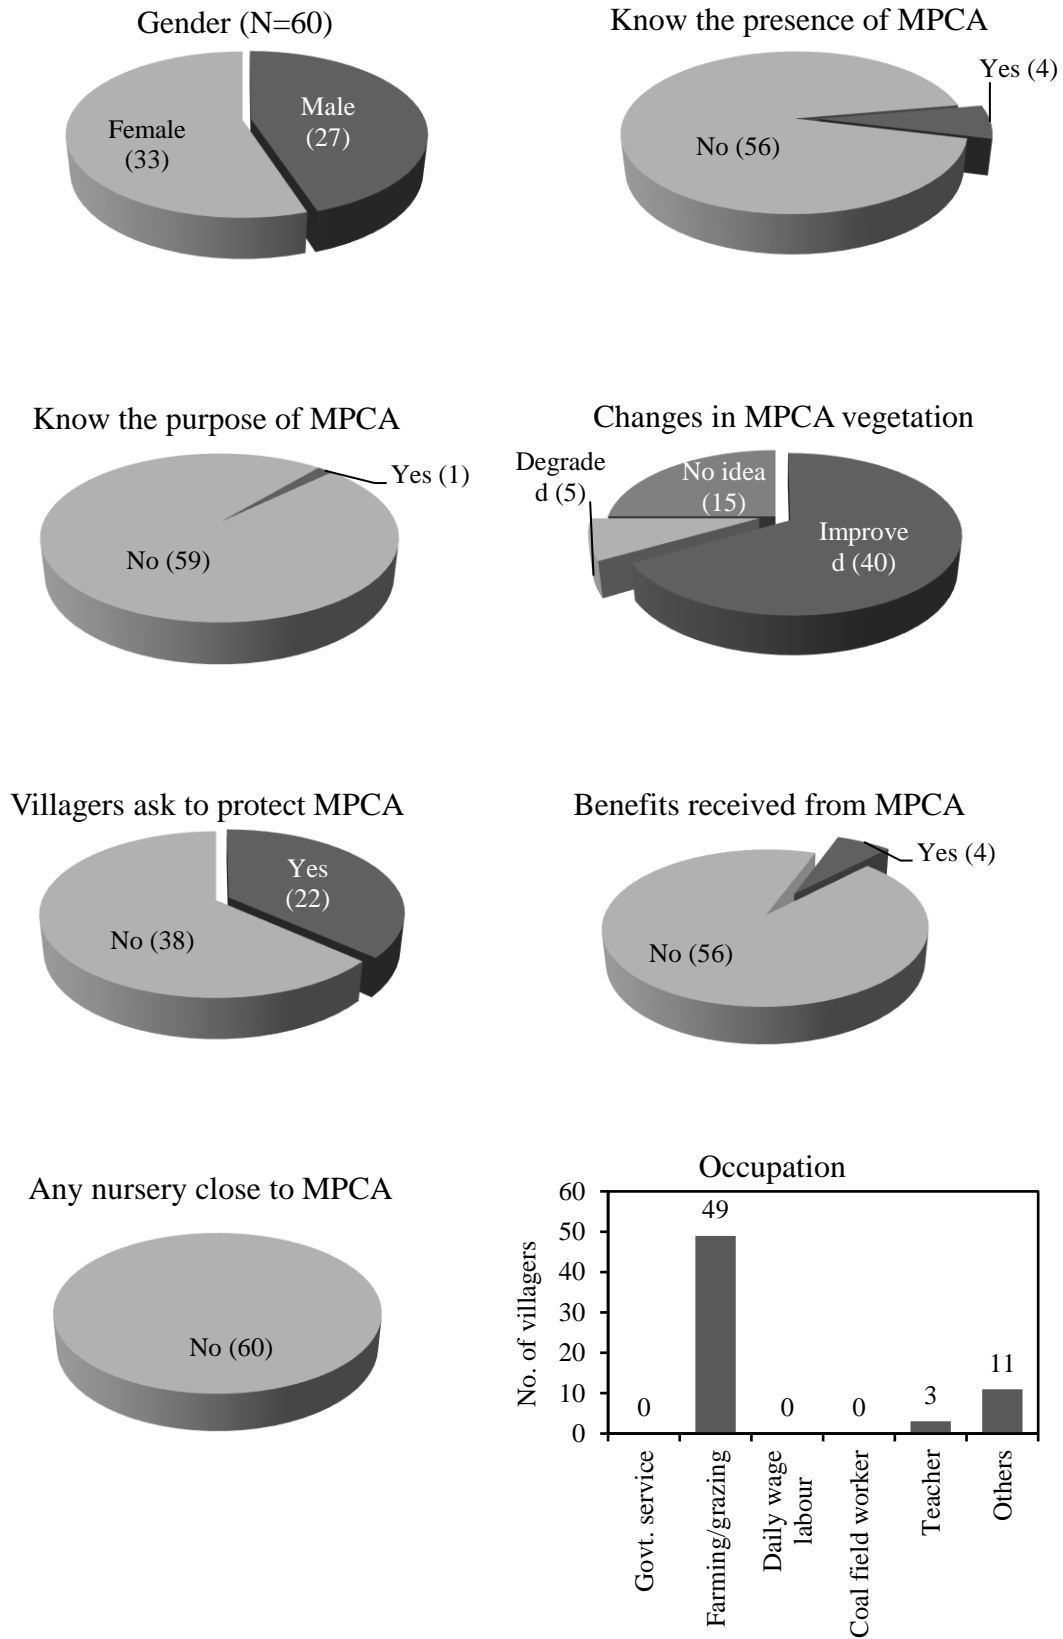 Gender (N=60)
Male
(27)
Female
(33)
Know the presence of MPCA
Yes (4)
No (56)
Know the purpose of MPCA
Yes (1)
No (59)
Changes in MPCA vegetation
Degrade
d (5)
No idea
(15)
Improve
d (40)
Villagers ask to protect MPCA
Yes
(22)
No (38)
Benefits received from MPCA
Yes (4)
No (56)
Any nursery close to MPCA
No (60)
Occupation
No. of villagers
60
50
40
30
20
10
0
0
49
0
0
3
11
Govt. service
Farming/grazing
Daily wage
labour
Coal field worker
Teacher
Others